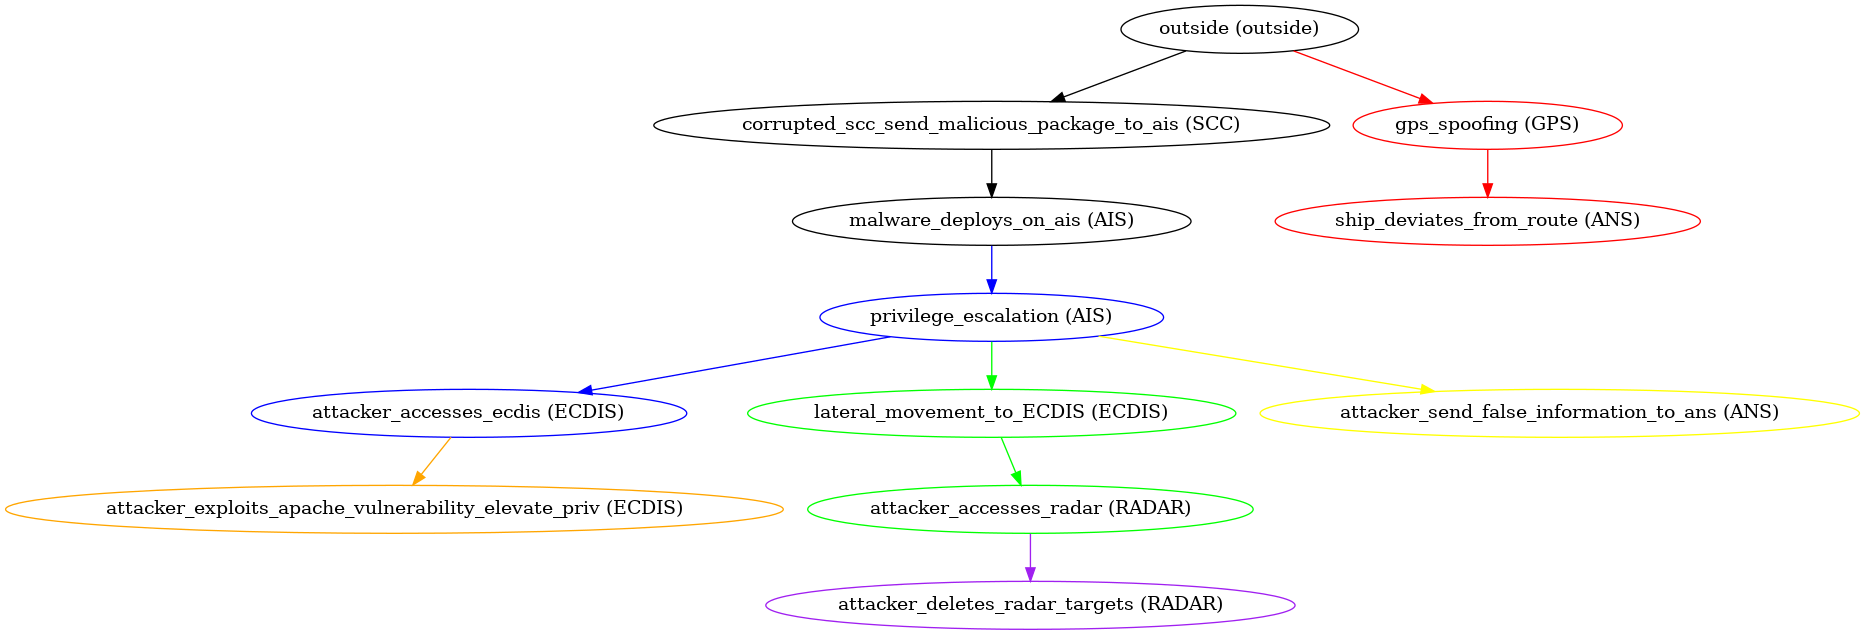 outside (outside)
corrupted_scc_send_malicious_package_to_ais (SCC)
gps_spoofing (GPS)
malware_deploys_on_ais (AIS)
ship_deviates_from_route (ANS)
privilege_escalation (AIS)
attacker_accesses_ecdis (ECDIS)
lateral_movement_to_ECDIS (ECDIS)
attacker_send_false_information_to_ans (ANS)
attacker_exploits_apache_vulnerability_elevate_priv (ECDIS)
attacker_accesses_radar (RADAR)
attacker_deletes_radar_targets (RADAR)